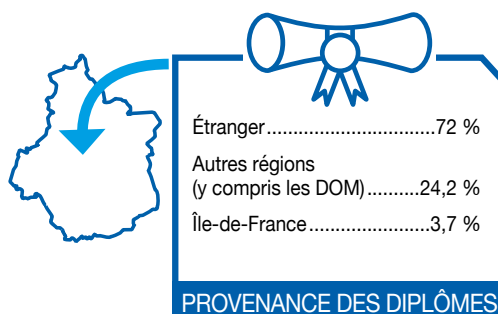 Étranger.................................72 %
Autres régions
(y compris les DOM)..........24,2 %
Île-de-France.......................3,7 %
PROVENANCE DES DIPLÔMES